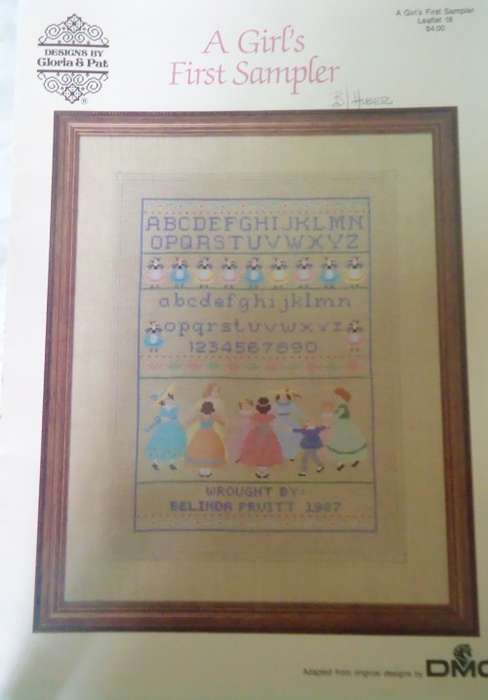 DESIGNS BY
Gloria & Pat
®
A Girl's First Sampler
Leaflet 18
$4.00
A Girl's
First Sampler
B/Huber
ABCDEFGHIJKLMN
OPQRSTUVWXYZ
abcdefghijklmn
opqrstuvwxyz
1234567890
WROUGHT BY:
BELINDA PRUITT 1987
Adapted from original designs by DMC